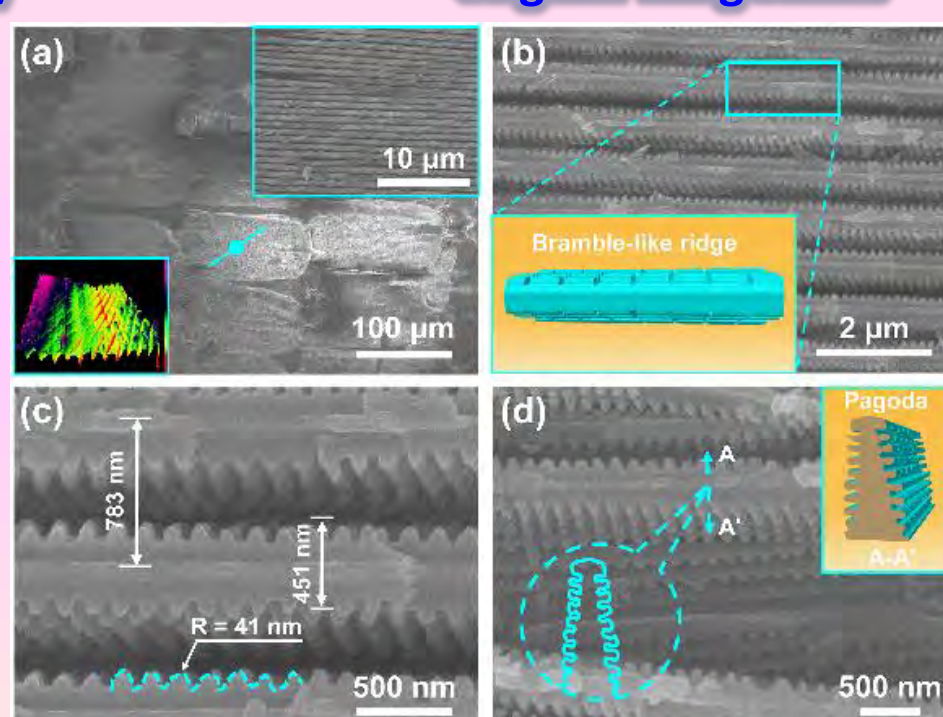 (a)
10 μm
100 μm
(b)
Bramble-like ridge
2 μm
(c)
783 nm
451 nm
R = 41 nm
500 nm
(d)
Pagoda
A
A'
A-A'
500 nm